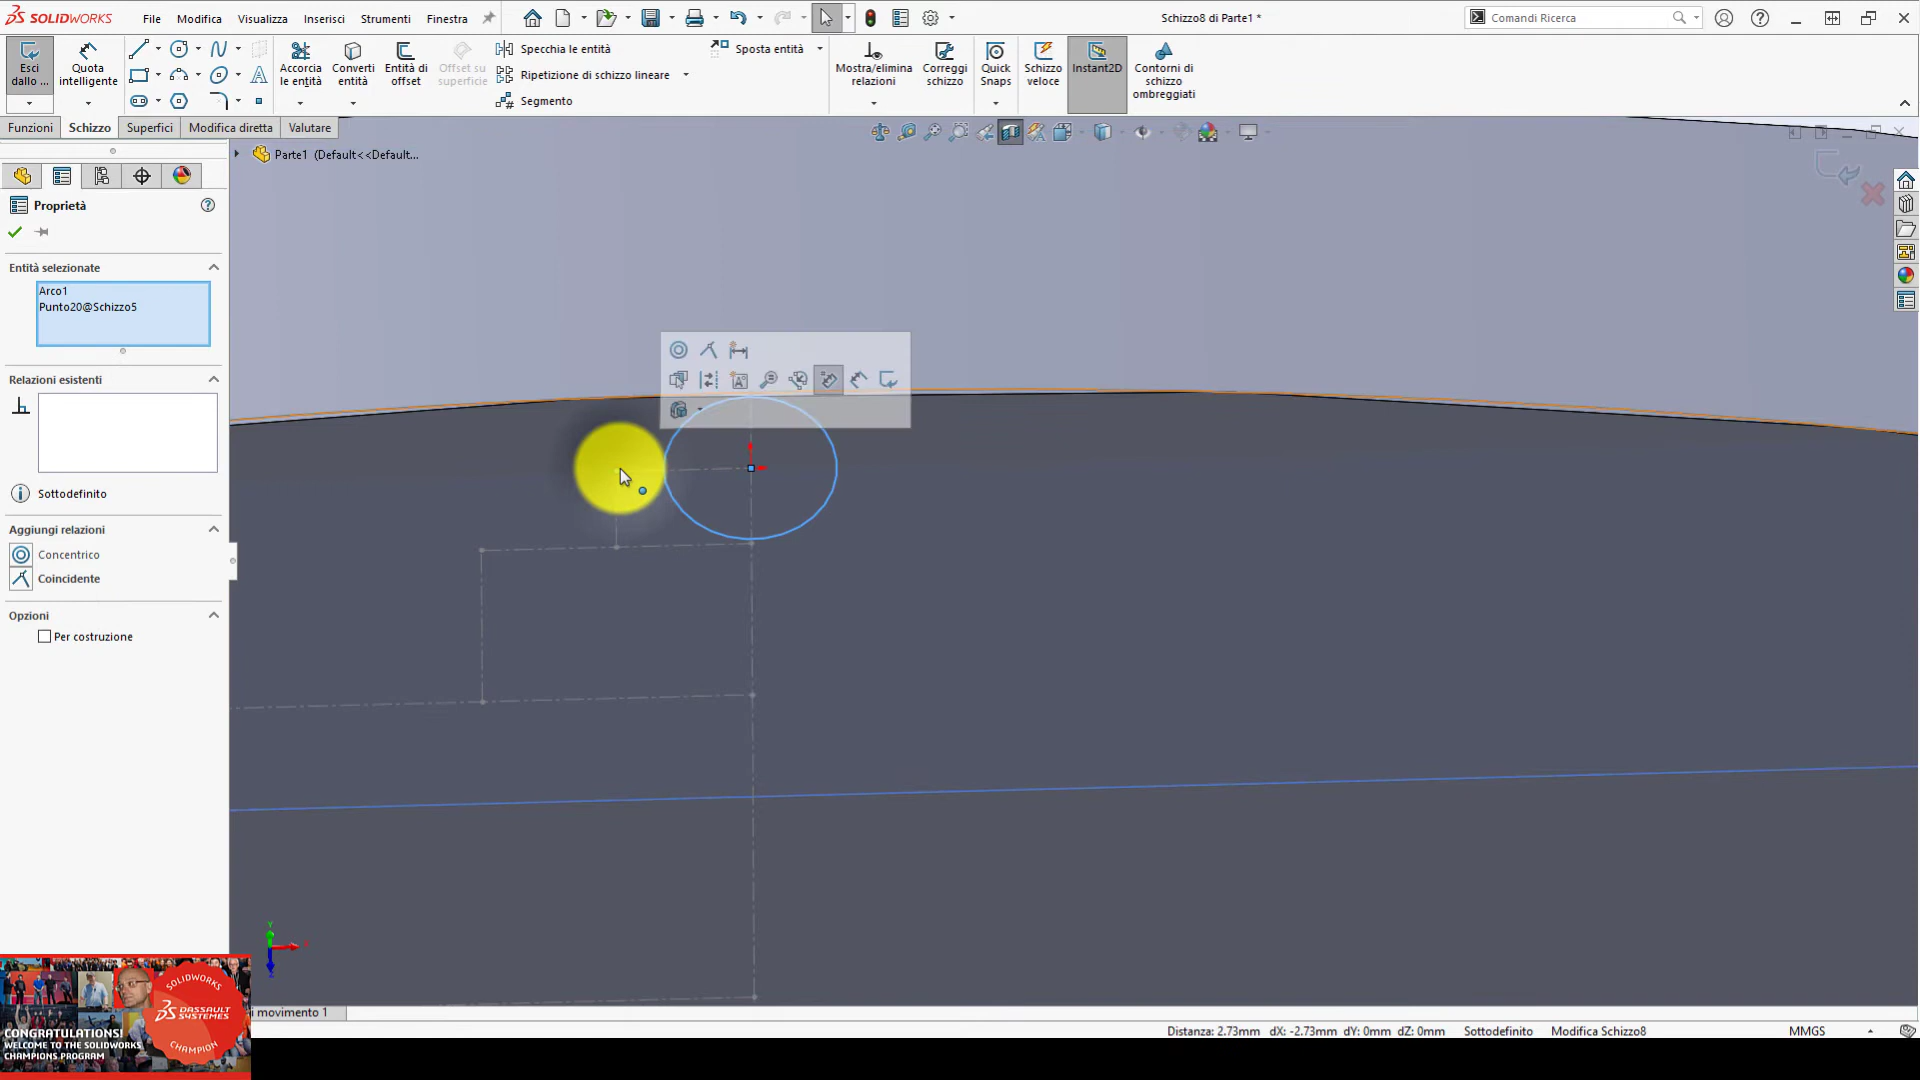 SOLIDWORKS
File
Modifica
Visualizza
Inserisci
Strumenti
Finestra
Schizzo8 di Parte1 *
Comandi Ricerca
Esci dallo ...
Quota intelligente
Accorcia le entità
Converti entità
Entità di offset
Offset su superficie
Specchia le entità
Ripetizione di schizzo lineare
Segmento
Sposta entità
Mostra/elimina relazioni
Correggi schizzo
Quick Snaps
Schizzo veloce
Instant2D
Contorni di schizzo ombreggiati
Funzioni
Schizzo
Superfici
Modifica diretta
Valutare
Parte1 (Default<<Default...
Proprietà
Entità selezionate
Arco1
Punto20@Schizzo5
Relazioni esistenti
Sottodefinito
Aggiungi relazioni
Concentrico
Coincidente
Opzioni
Per costruzione
Y
SOLIDWORKS
DASSAULT SYSTEMES
CHAMPION
CONGRATULATIONS!
WELCOME TO THE SOLIDWORKS
CHAMPIONS PROGRAM
i movimento 1
Distanza: 2.73mm dX: -2.73mm dY: 0mm dZ: 0mm
Sottodefinito
Modifica Schizzo8
MMGS